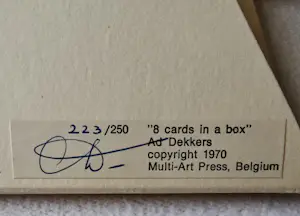 223/250 "8 cards in a box"
Ad Dekkers
copyright 1970
Multi-Art Press, Belgium